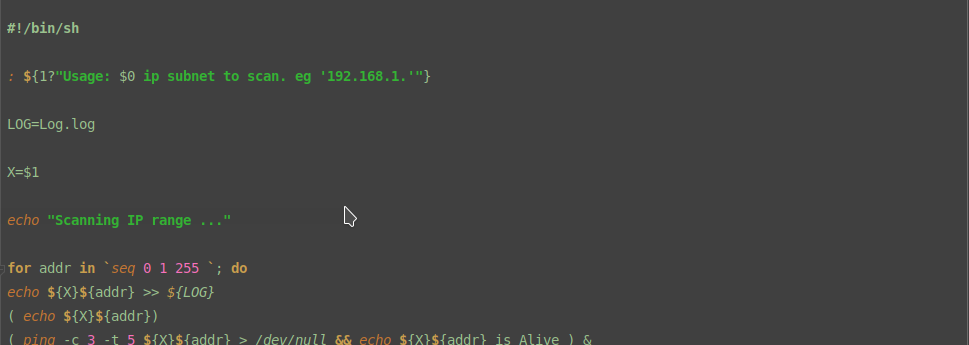 #!/bin/sh
: ${1?"Usage: $0 ip subnet to scan. eg '192.168.1.'"}
LOG=Log.log
X=$1
echo "Scanning IP range ..."
for addr in `seq 0 1 255 `; do
echo ${X}${addr} >> ${LOG}
( echo ${X}${addr})
( ping -c 3 -t 5 ${X}${addr} > /dev/null && echo ${X}${addr} is Alive ) &